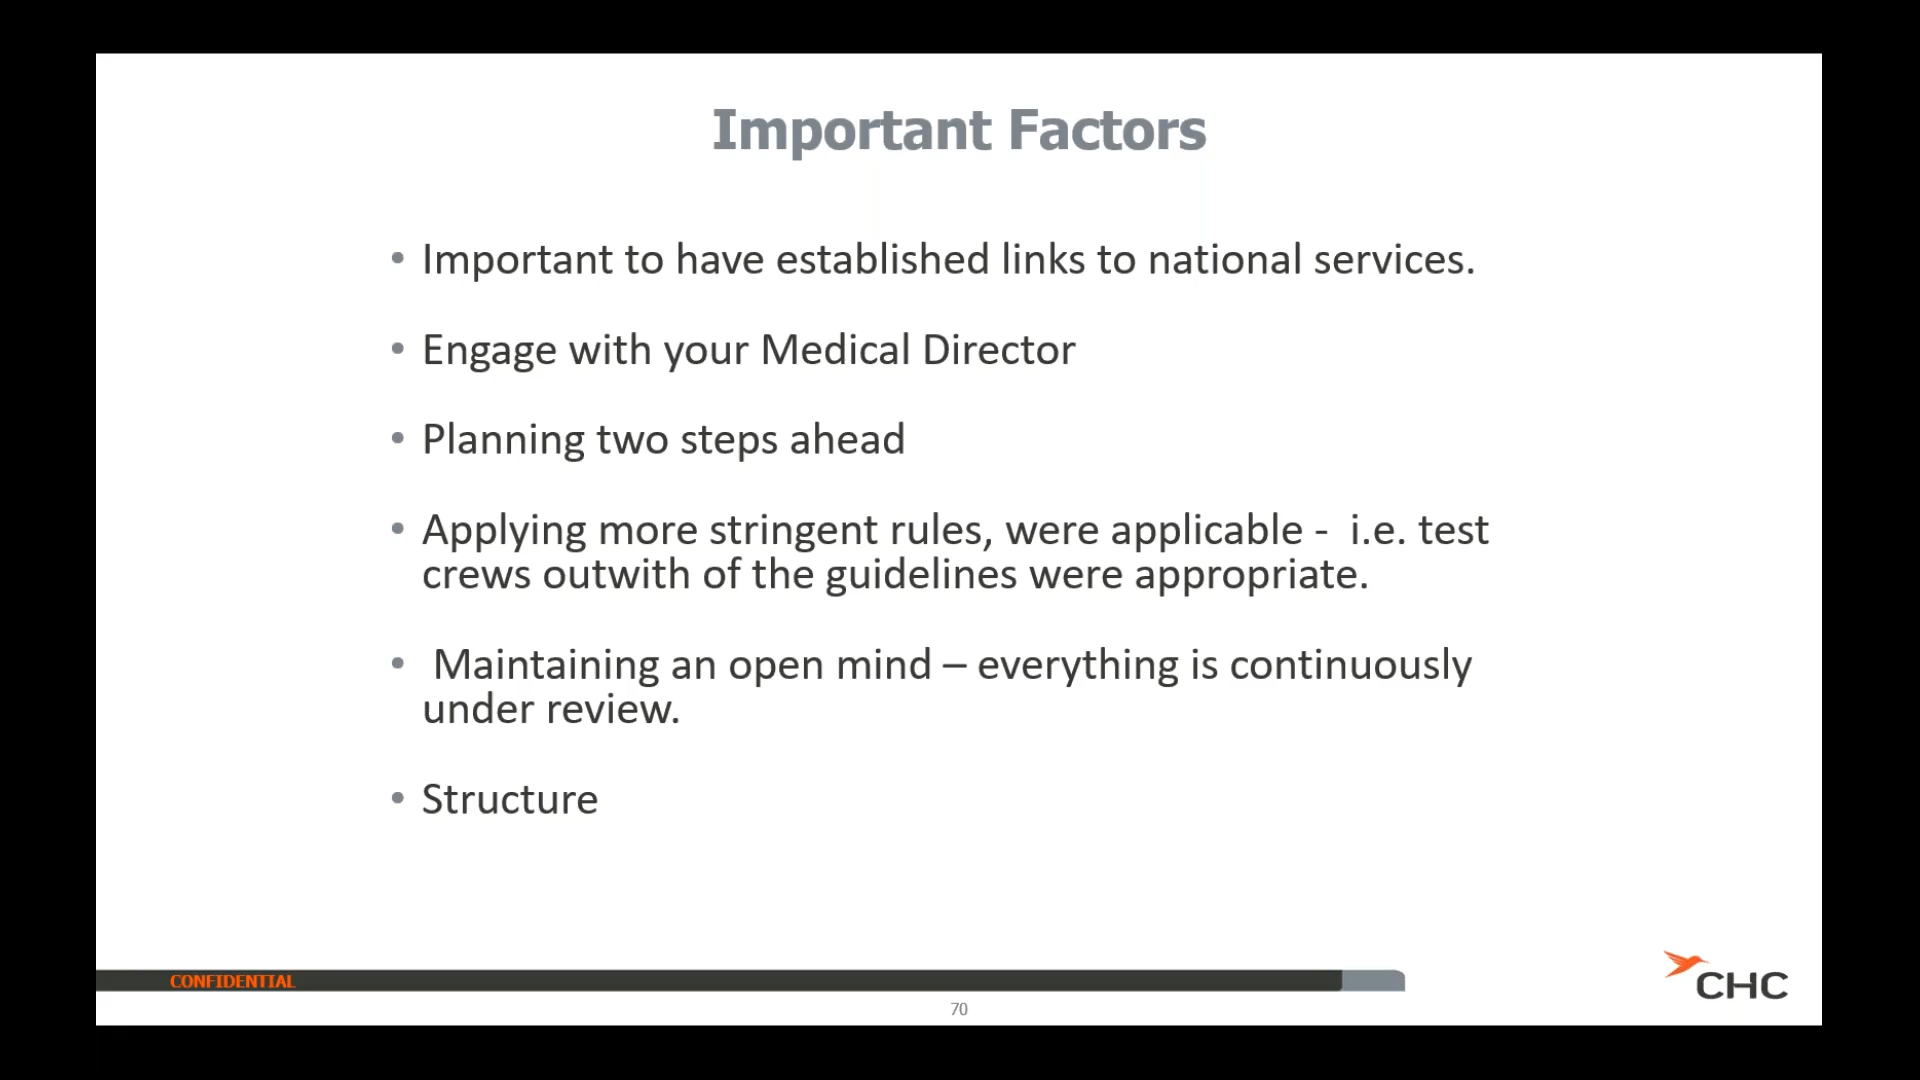 Important Factors
• Important to have established links to national services.
• Engage with your Medical Director
• Planning two steps ahead
• Applying more stringent rules, were applicable -  i.e. test
crews outwith of the guidelines were appropriate.
•  Maintaining an open mind – everything is continuously
under review.
• Structure
CONFIDENTIAL
CHC
70